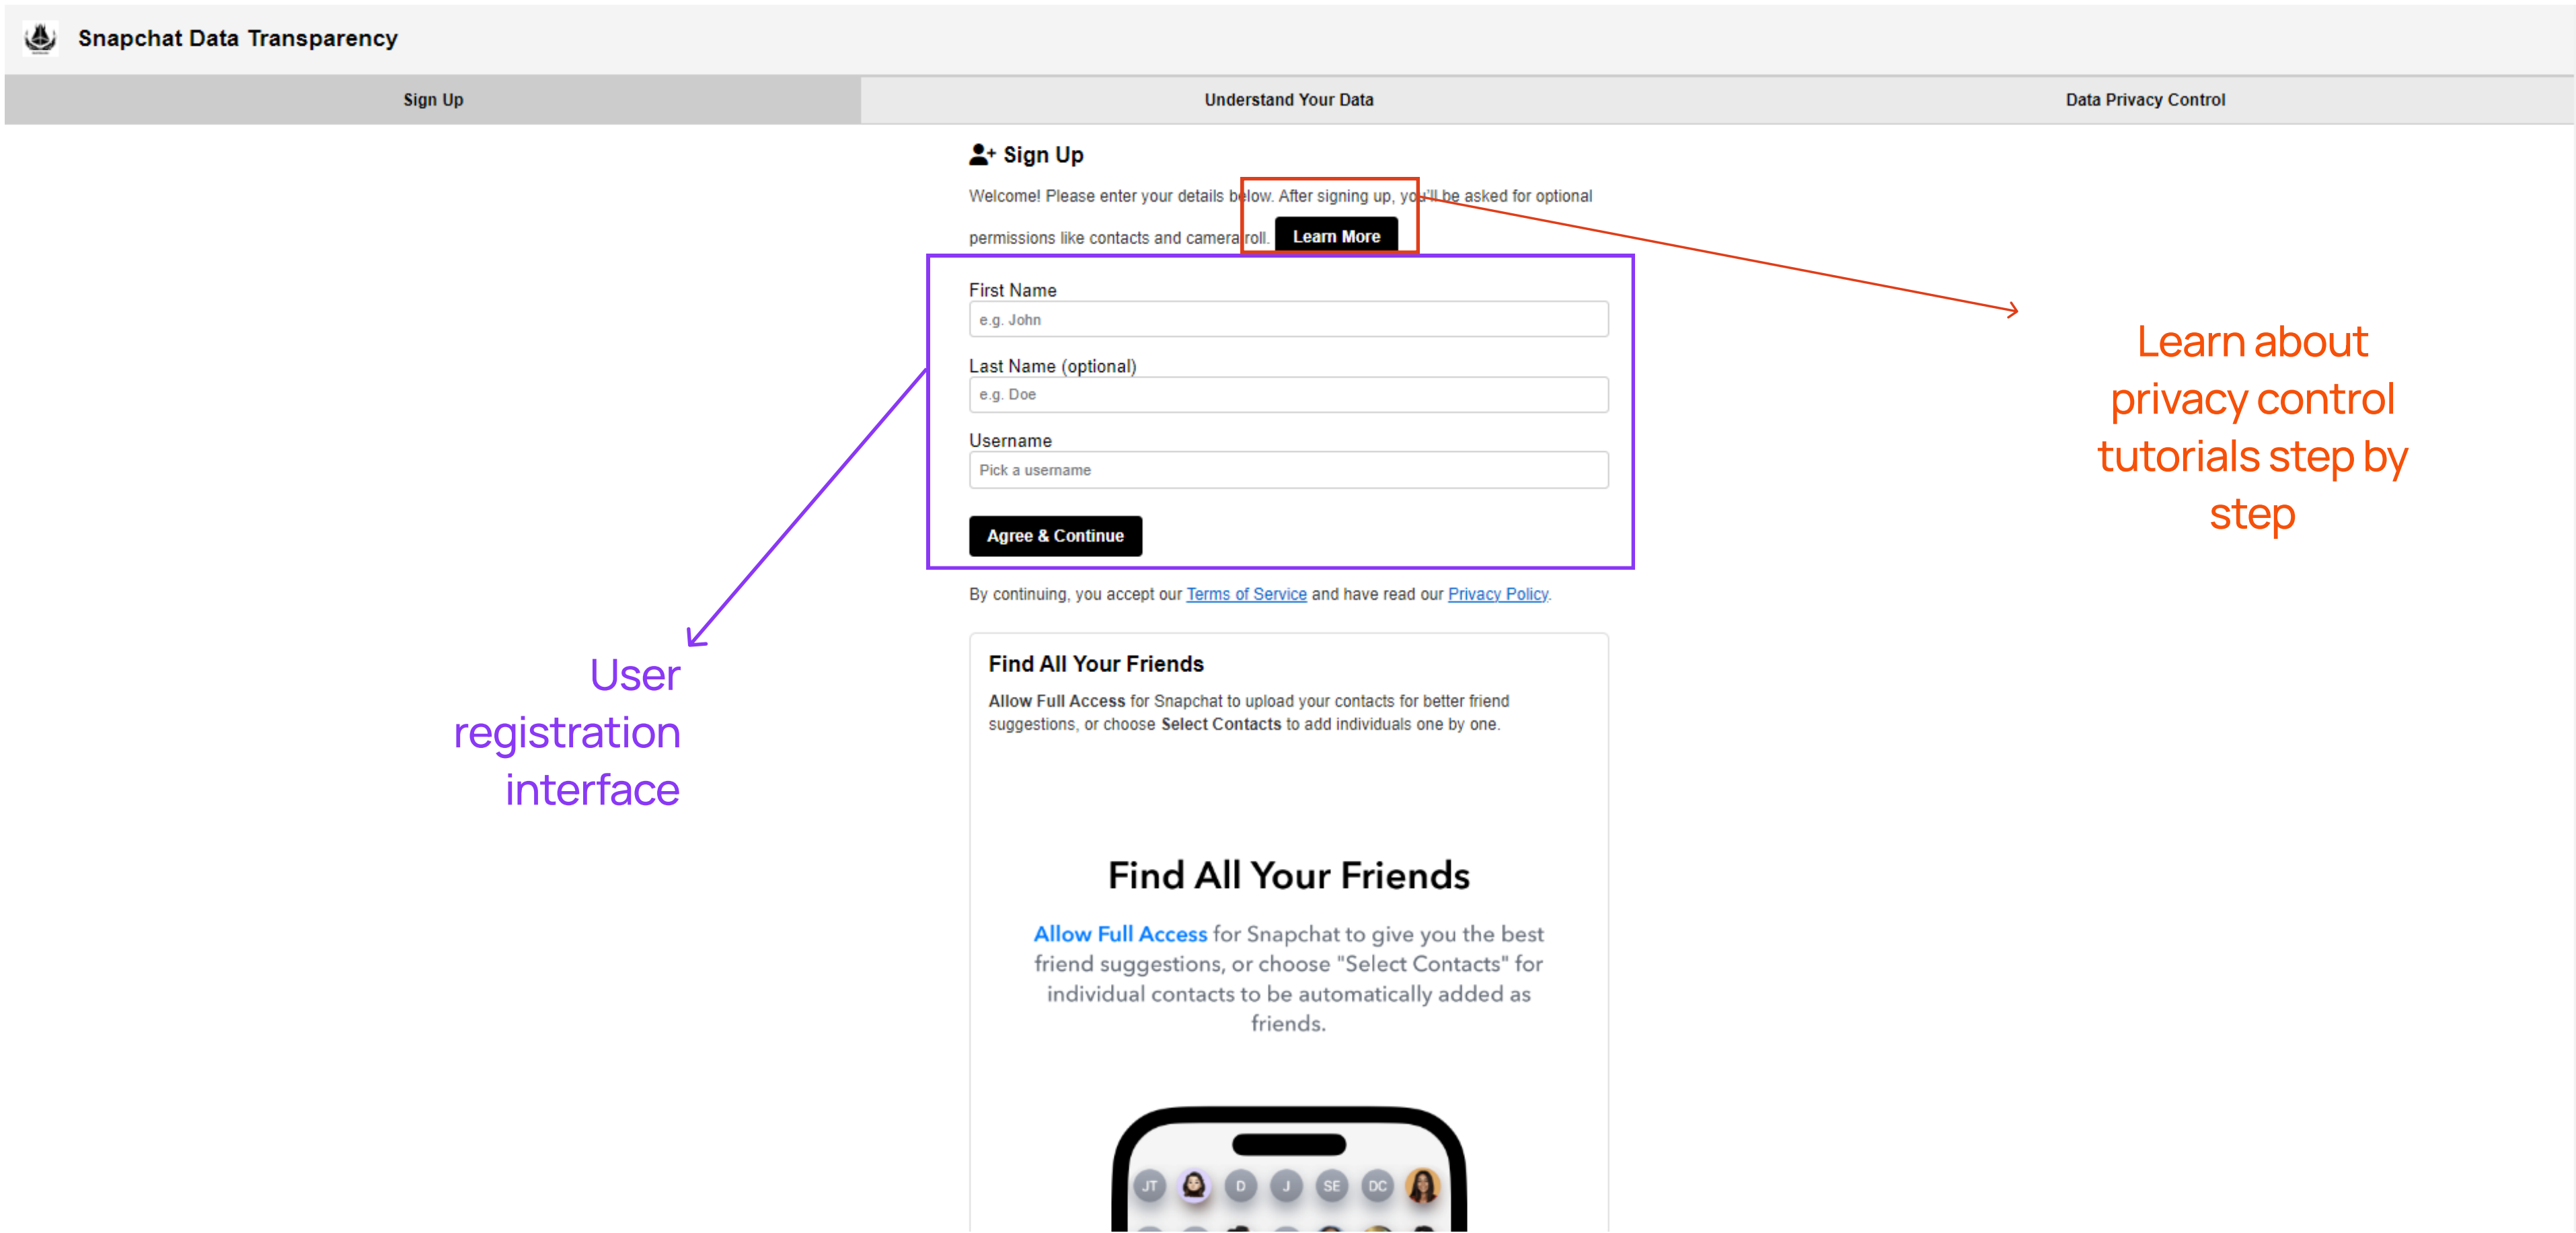 Snapchat Data Transparency
Sign Up
Understand Your Data
Data Privacy Control
Sign Up
Welcome! Please enter your details below. After signing up, you'll be asked for optional
permissions like contacts and camera roll. Learn More
First Name
e.g. John
Last Name (optional)
e.g. Doe
Username
Pick a username
Agree & Continue
By continuing, you accept our Terms of Service and have read our Privacy Policy.
Learn about
privacy control
tutorials step by
step
User
registration
interface
Find All Your Friends
Allow Full Access for Snapchat to upload your contacts for better friend
suggestions, or choose Select Contacts to add individuals one by one.
Find All Your Friends
Allow Full Access for Snapchat to give you the best
friend suggestions, or choose "Select Contacts" for
individual contacts to be automatically added as
friends.
JT D J SE DC